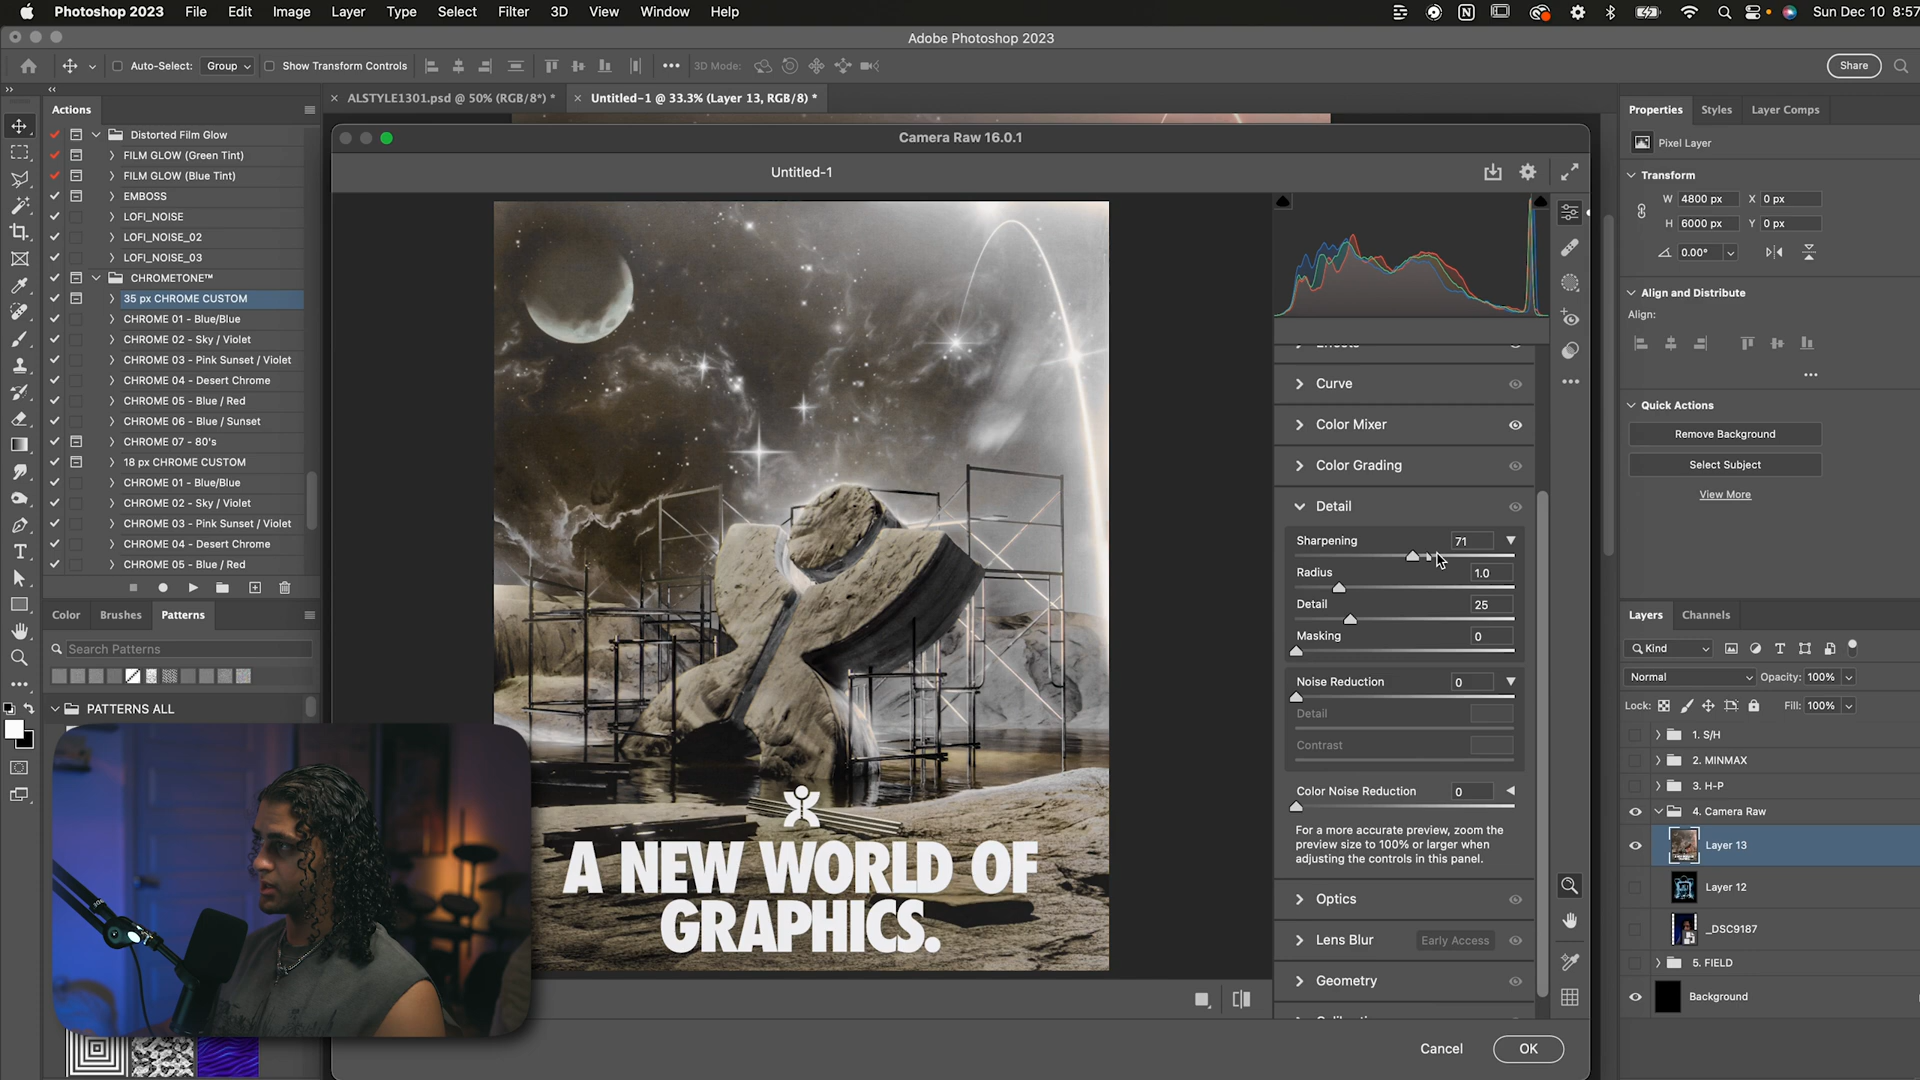 Photoshop 2023 File Edit Image Layer Type Select Filter 3D View Window Help Sun Dec 10 8:57
Adobe Photoshop 2023
Auto-Select: Group Show Transform Controls 3D Mode: Share
Actions
ALSTYLE1301.psd @ 50% (RGB/8*) *
Untitled-1 @ 33.3% (Layer 13, RGB/8) *
Distorted Film Glow
FILM GLOW (Green Tint)
FILM GLOW (Blue Tint)
EMBOSS
LOFI_NOISE
LOFI_NOISE_02
LOFI_NOISE_03
CHROMETONE™
35 px CHROME CUSTOM
CHROME 01 - Blue/Blue
CHROME 02 - Sky / Violet
CHROME 03 - Pink Sunset / Violet
CHROME 04 - Desert Chrome
CHROME 05 - Blue / Red
CHROME 06 - Blue / Sunset
CHROME 07 - 80's
18 px CHROME CUSTOM
CHROME 01 - Blue/Blue
CHROME 02 - Sky / Violet
CHROME 03 - Pink Sunset / Violet
CHROME 04 - Desert Chrome
CHROME 05 - Blue / Red
Color Brushes Patterns
Search Patterns
PATTERNS ALL
Camera Raw 16.0.1
Untitled-1
A NEW WORLD OF
GRAPHICS.
Effects
Curve
Color Mixer
Color Grading
Detail
Sharpening 71
Radius 1.0
Detail 25
Masking 0
Noise Reduction 0
Detail
Contrast
Color Noise Reduction 0
For a more accurate preview, zoom the
preview size to 100% or larger when
adjusting the controls in this panel.
Optics
Lens Blur Early Access
Geometry
Cancel OK
Properties Styles Layer Comps
Pixel Layer
Transform
W 4800 px X 0 px
H 6000 px Y 0 px
0.00°
Align and Distribute
Align:
Quick Actions
Remove Background
Select Subject
View More
Layers Channels
Kind
Normal Opacity: 100%
Lock: Fill: 100%
1. S/H
2. MINMAX
3. H-P
4. Camera Raw
Layer 13
Layer 12
_DSC9187
5. FIELD
Background